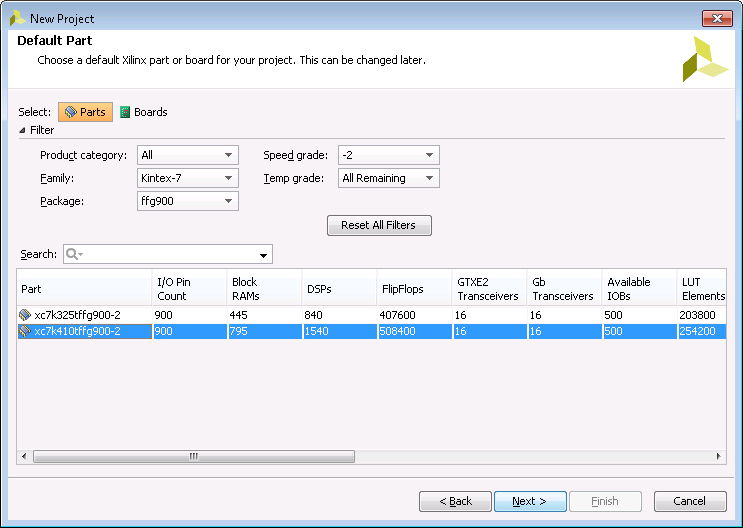 New Project
Default Part
Choose a default Xilinx part or board for your project. This can be changed later.
Select: Parts Boards
Filter
Product category: All Speed grade: -2
Family: Kintex-7 Temp grade: All Remaining
Package: ffg900
Reset All Filters
Search:
Part I/O Pin Count Block RAMs DSPs FlipFlops GTXE2 Transceivers Gb Transceivers Available IOBs LUT Elements
xc7k325tffg900-2 900 445 840 407600 16 16 500 203800
xc7k410tffg900-2 900 795 1540 508400 16 16 500 254200
< Back Next > Finish Cancel